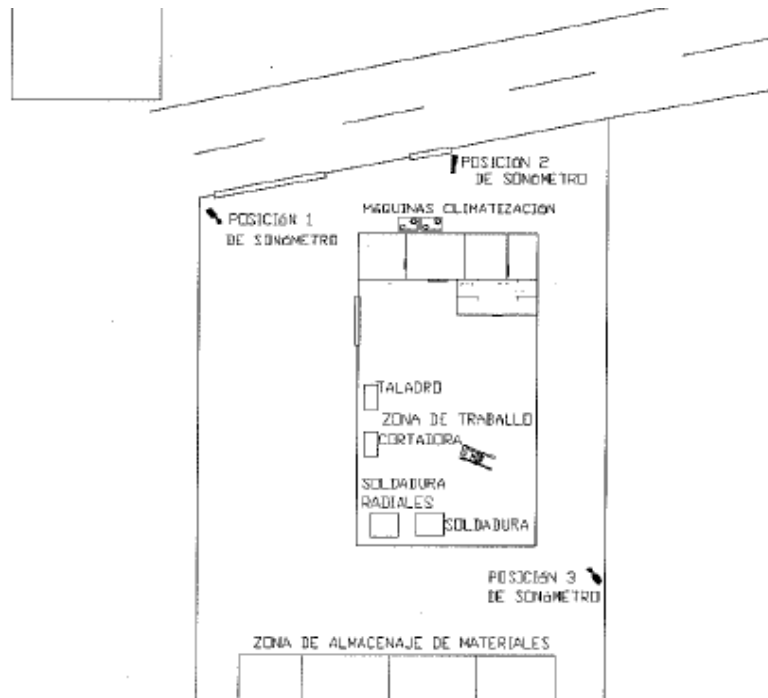 POSICIÓN 2
DE SONóMETRO
MáQUINAS CLIMATIZACIóN
POSICIóN 1
DE SONóMETRO
TALADRO
ZONA DE TRABALLO
CORTADORA
SOLDADURA
RADIALES
SOLDADURA
POSICIóN 3
DE SONóMETRO
ZONA DE ALMACENAJE DE MATERIALES